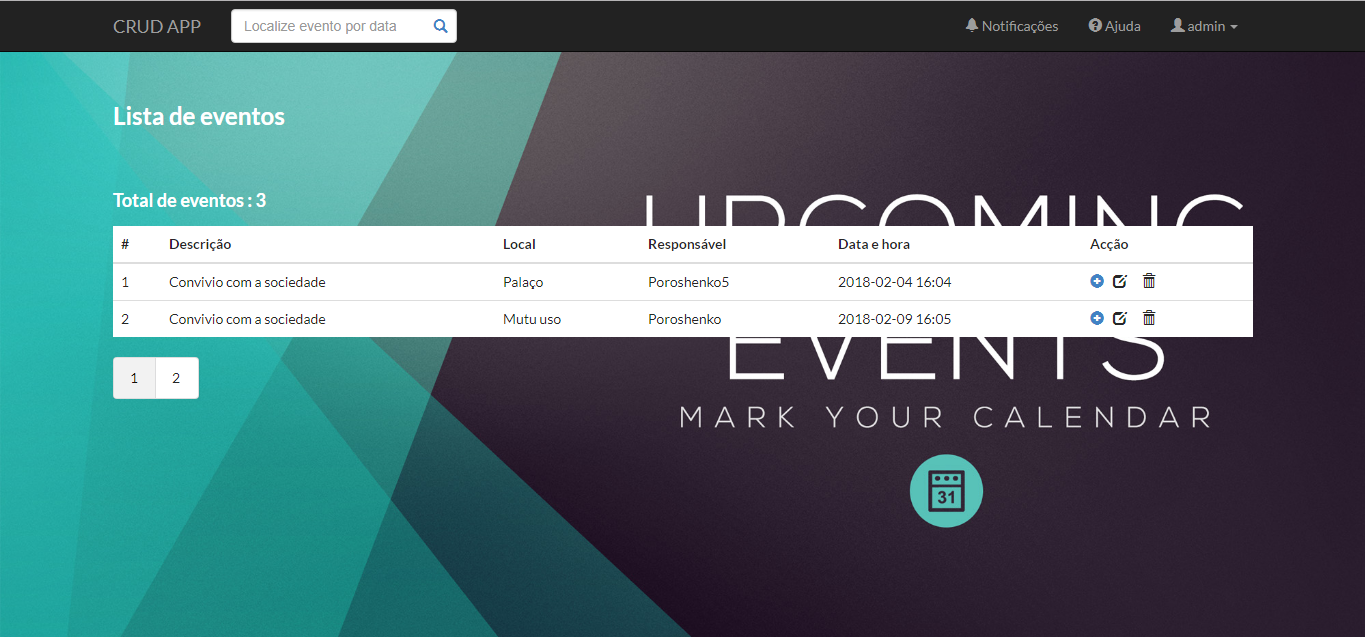 CRUD APP Localize evento por data Notificações Ajuda admin
Lista de eventos
Total de eventos : 3
UPCOMING
# Descrição Local Responsável Data e hora Acção
1 Convivio com a sociedade Palaço Poroshenko5 2018-02-04 16:04
2 Convivio com a sociedade Mutu uso Poroshenko 2018-02-09 16:05
EVENTS
1 2
MARK YOUR CALENDAR
31